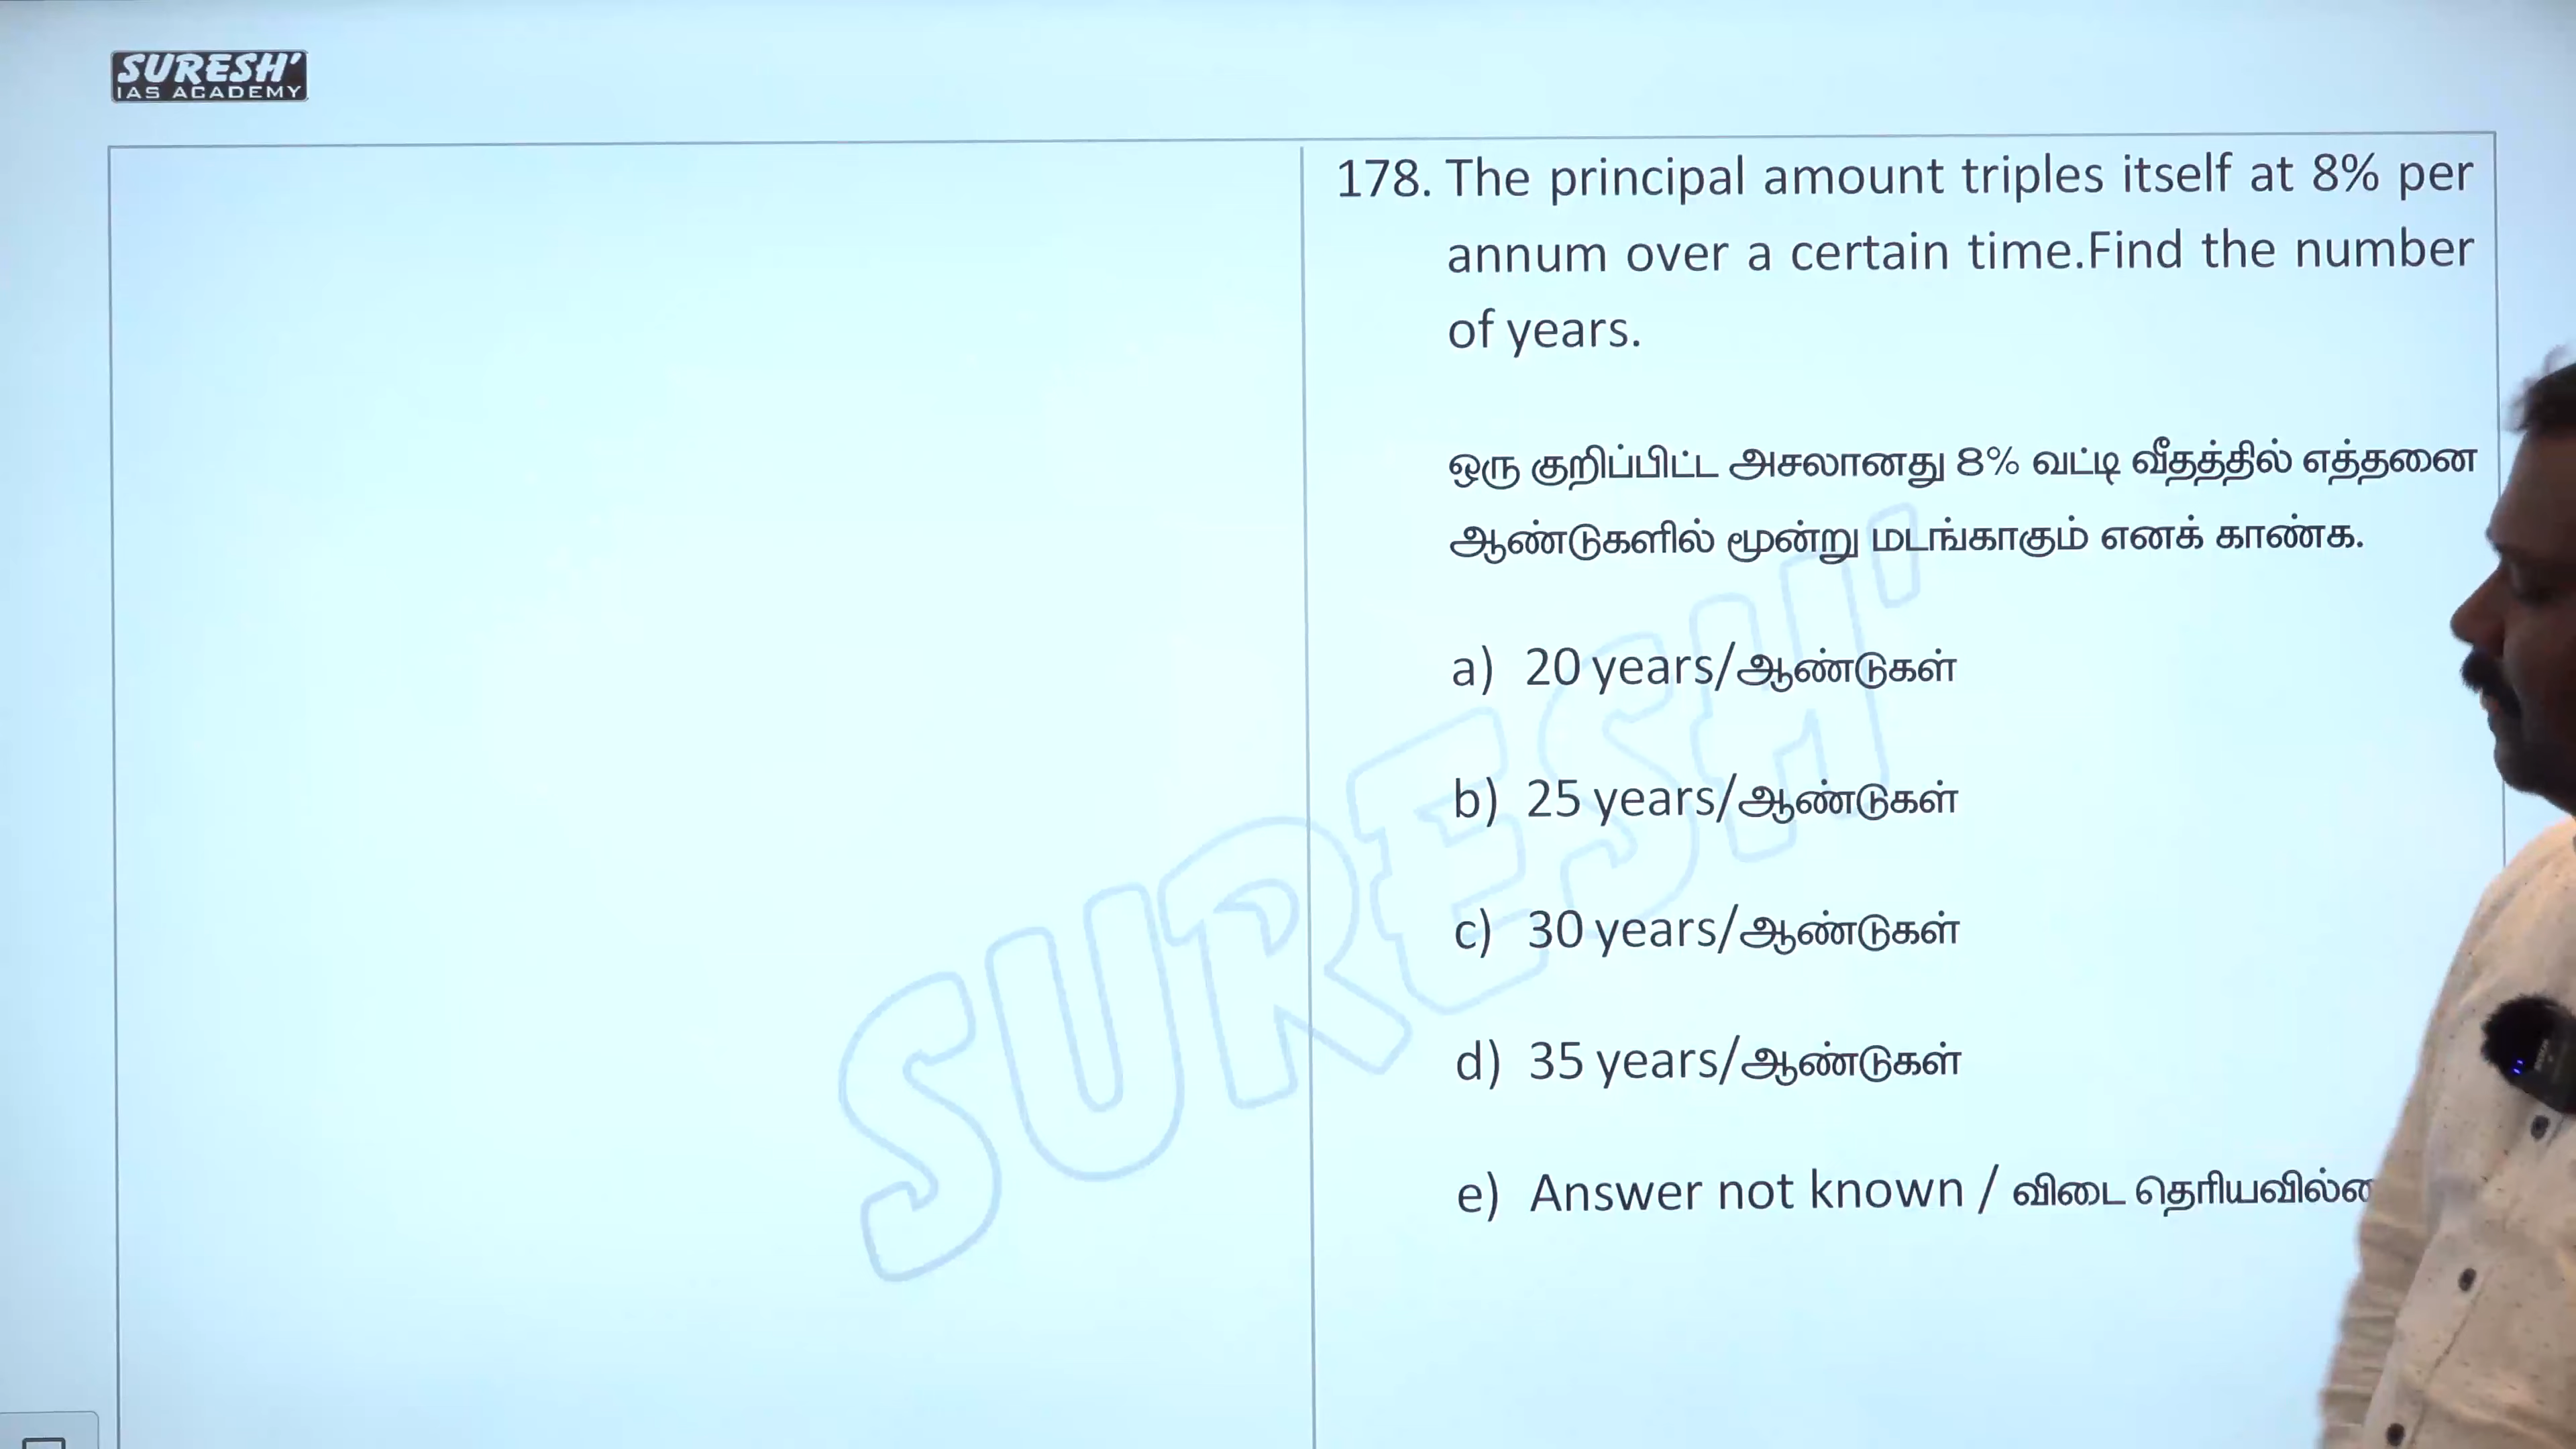 SURESH'
IAS ACADEMY
178. The principal amount triples itself at 8% per
annum over a certain time.Find the number
of years.
ஒரு குறிப்பிட்ட அசலானது 8% வட்டி வீதத்தில் எத்தனை
ஆண்டுகளில் மூன்று மடங்காகும் எனக் காண்க.
a) 20 years/ஆண்டுகள்
b) 25 years/ஆண்டுகள்
c) 30 years/ஆண்டுகள்
d) 35 years/ஆண்டுகள்
e) Answer not known / விடை
SURESH'